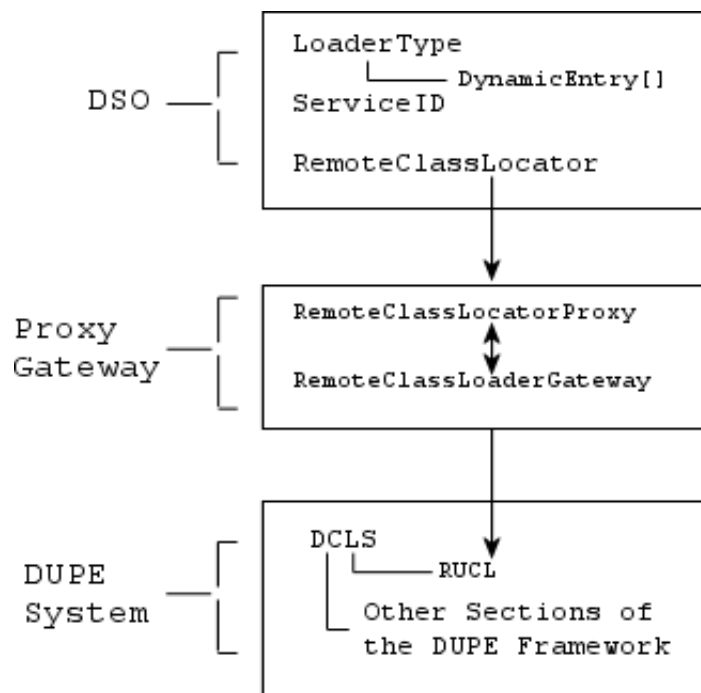 LoaderType
DynamicEntry[]
DSO
ServiceID
RemoteClassLocator
RemoteClassLocatorProxy
Proxy
Gateway
RemoteClassLoaderGateway
DCLS
RUCL
DUPE
System
Other Sections of
the DUPE Framework